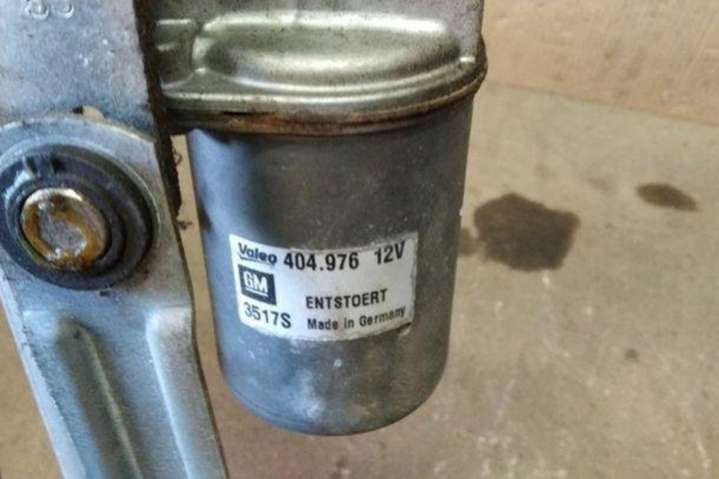 Valeo 404.976 12V
GM
ENTSTOERT
3517S Made in Germany